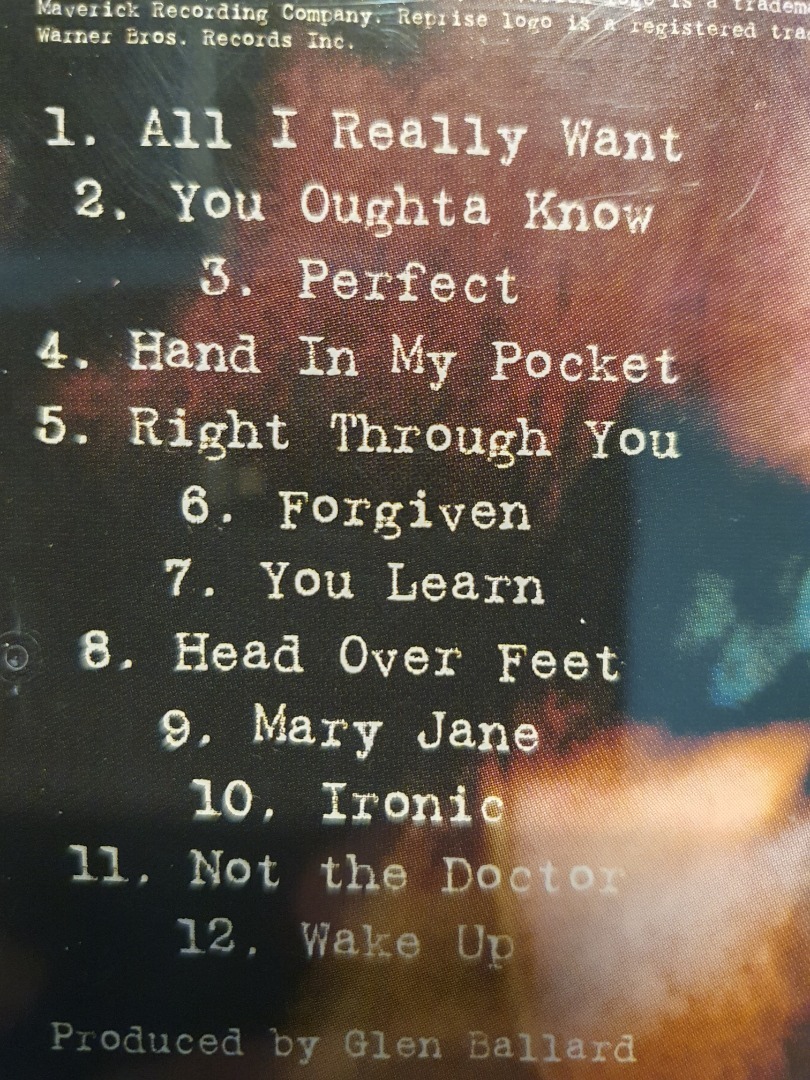 Maverick Recording Company. Reprise logo is a registered
Warner Bros. Records Inc.
1. All I Really Want
2. You Oughta Know
3. Perfect
4. Hand In My Pocket
5. Right Through You
6. Forgiven
7. You Learn
8. Head Over Feet
9. Mary Jane
10. Ironic
11. Not the Doctor
12. Wake Up
Produced by Glen Ballard